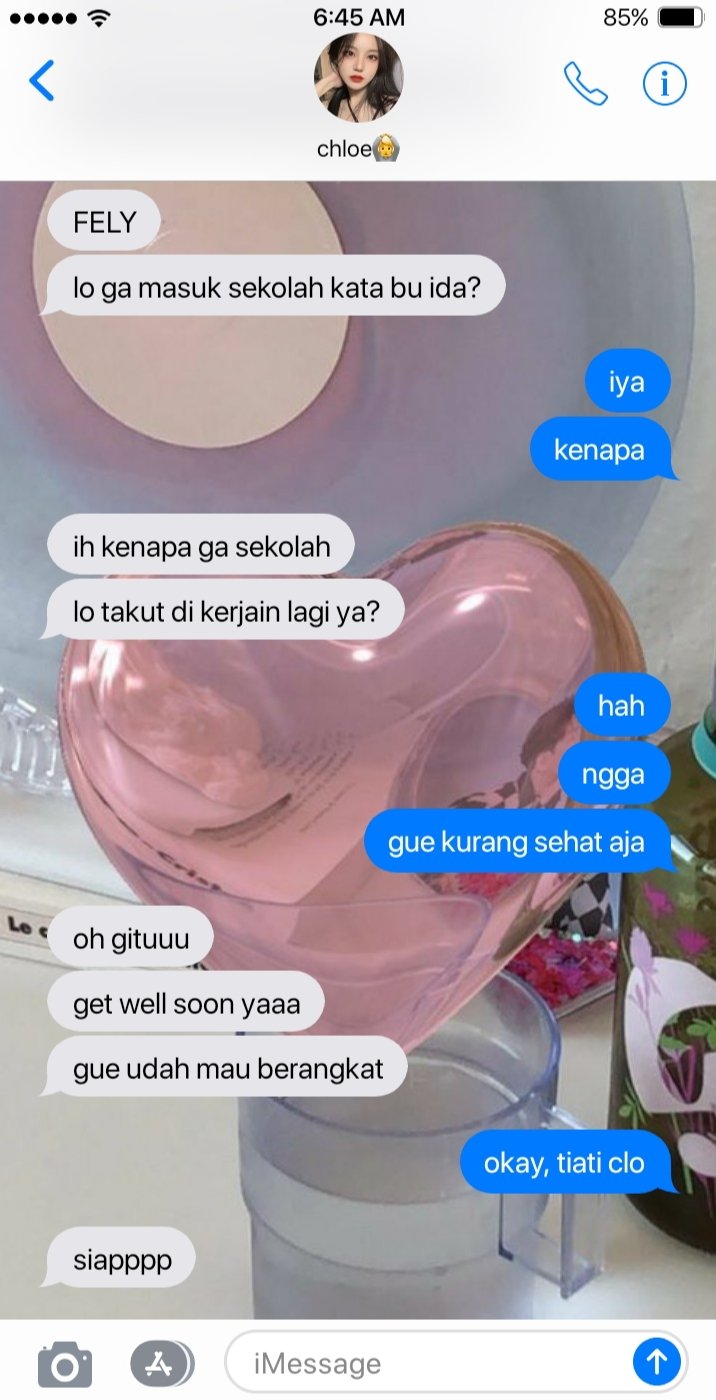 6:45 AM
85%
chloe👰
FELY
lo ga masuk sekolah kata bu ida?
iya
kenapa
ih kenapa ga sekolah
lo takut di kerjain lagi ya?
hah
ngga
gue kurang sehat aja
oh gituuu
get well soon yaaa
gue udah mau berangkat
okay, tiati clo
siapppp
iMessage